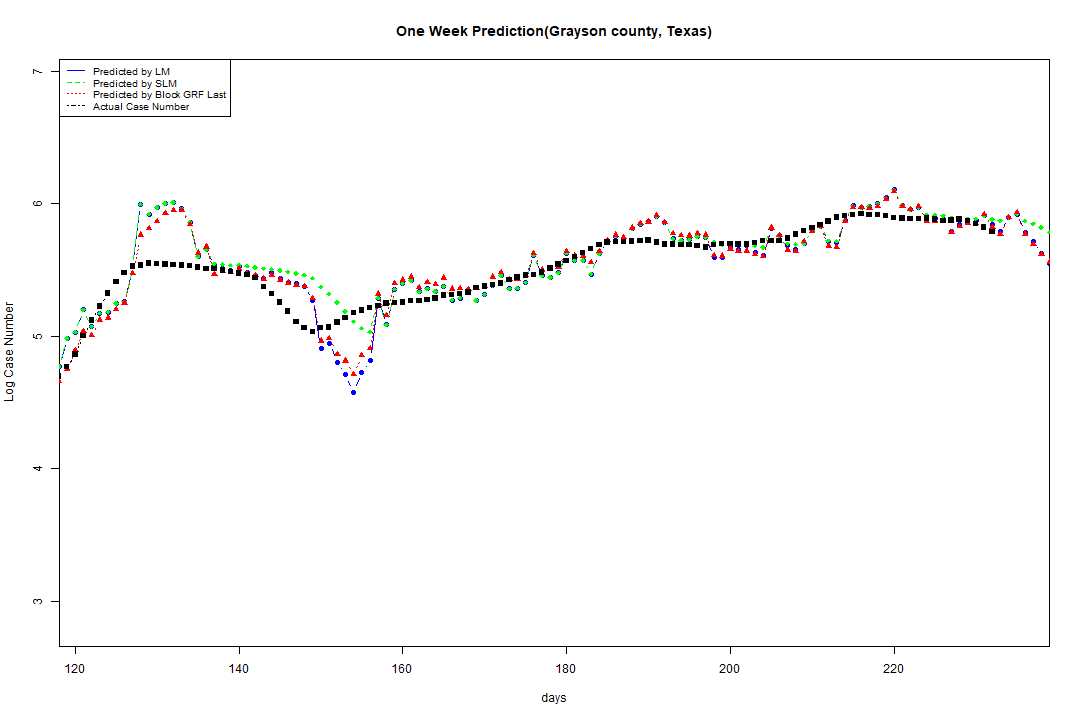 One Week Prediction(Grayson county, Texas)
Predicted by LM
Predicted by SLM
Predicted by Block GRF Last
Actual Case Number
7
6
5
4
3
Log Case Number
120 140 160 180 200 220
days